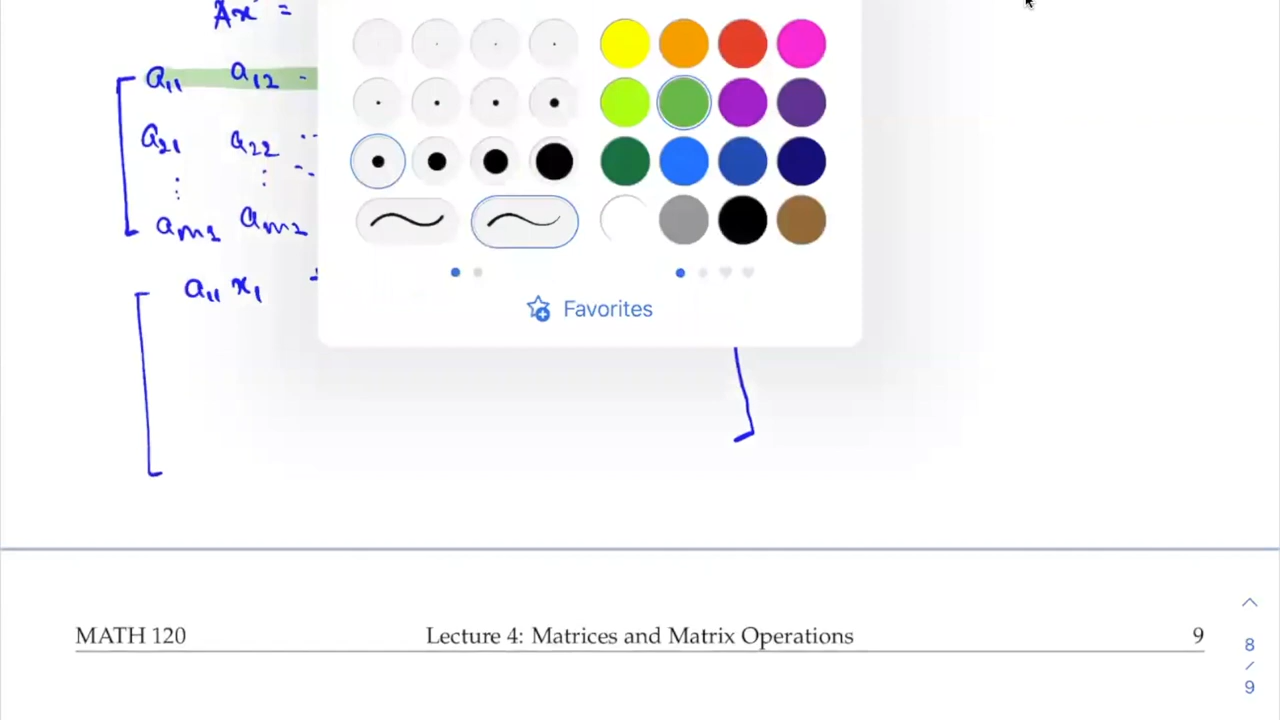 Ax =
a₁₁ a₁₂ -
a₂₁ a₂₂ ..
⋮ ⋮ ..
aₘ₁ aₘ₂
a₁₁ x₁ +
Favorites
MATH 120 Lecture 4: Matrices and Matrix Operations 9
8
/
9